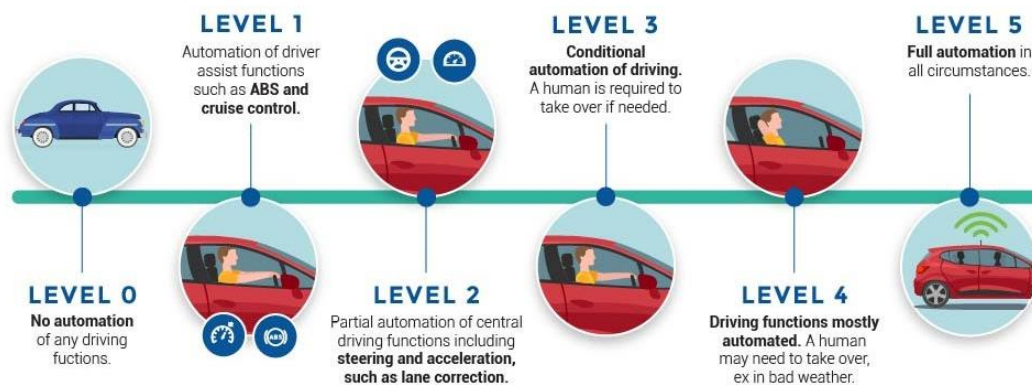 LEVEL 0
No automation
of any driving
fuctions.
LEVEL 1
Automation of driver
assist functions
such as ABS and
cruise control.
ABS
LEVEL 2
Partial automation of central
driving functions including
steering and acceleration,
such as lane correction.
LEVEL 3
Conditional
automation of driving.
A human is required to
take over if needed.
LEVEL 4
Driving functions mostly
automated. A human
may need to take over,
ex in bad weather.
LEVEL 5
Full automation in
all circumstances.